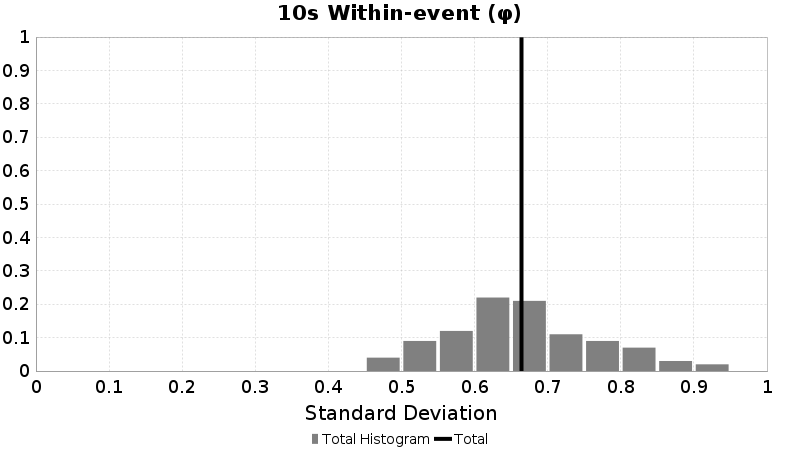 10s Within-event (φ)
1
0.9
0.8
0.7
0.6
0.5
0.4
0.3
0.2
0.1
0
0 0.1 0.2 0.3 0.4 0.5 0.6 0.7 0.8 0.9 1
Standard Deviation
Total Histogram Total